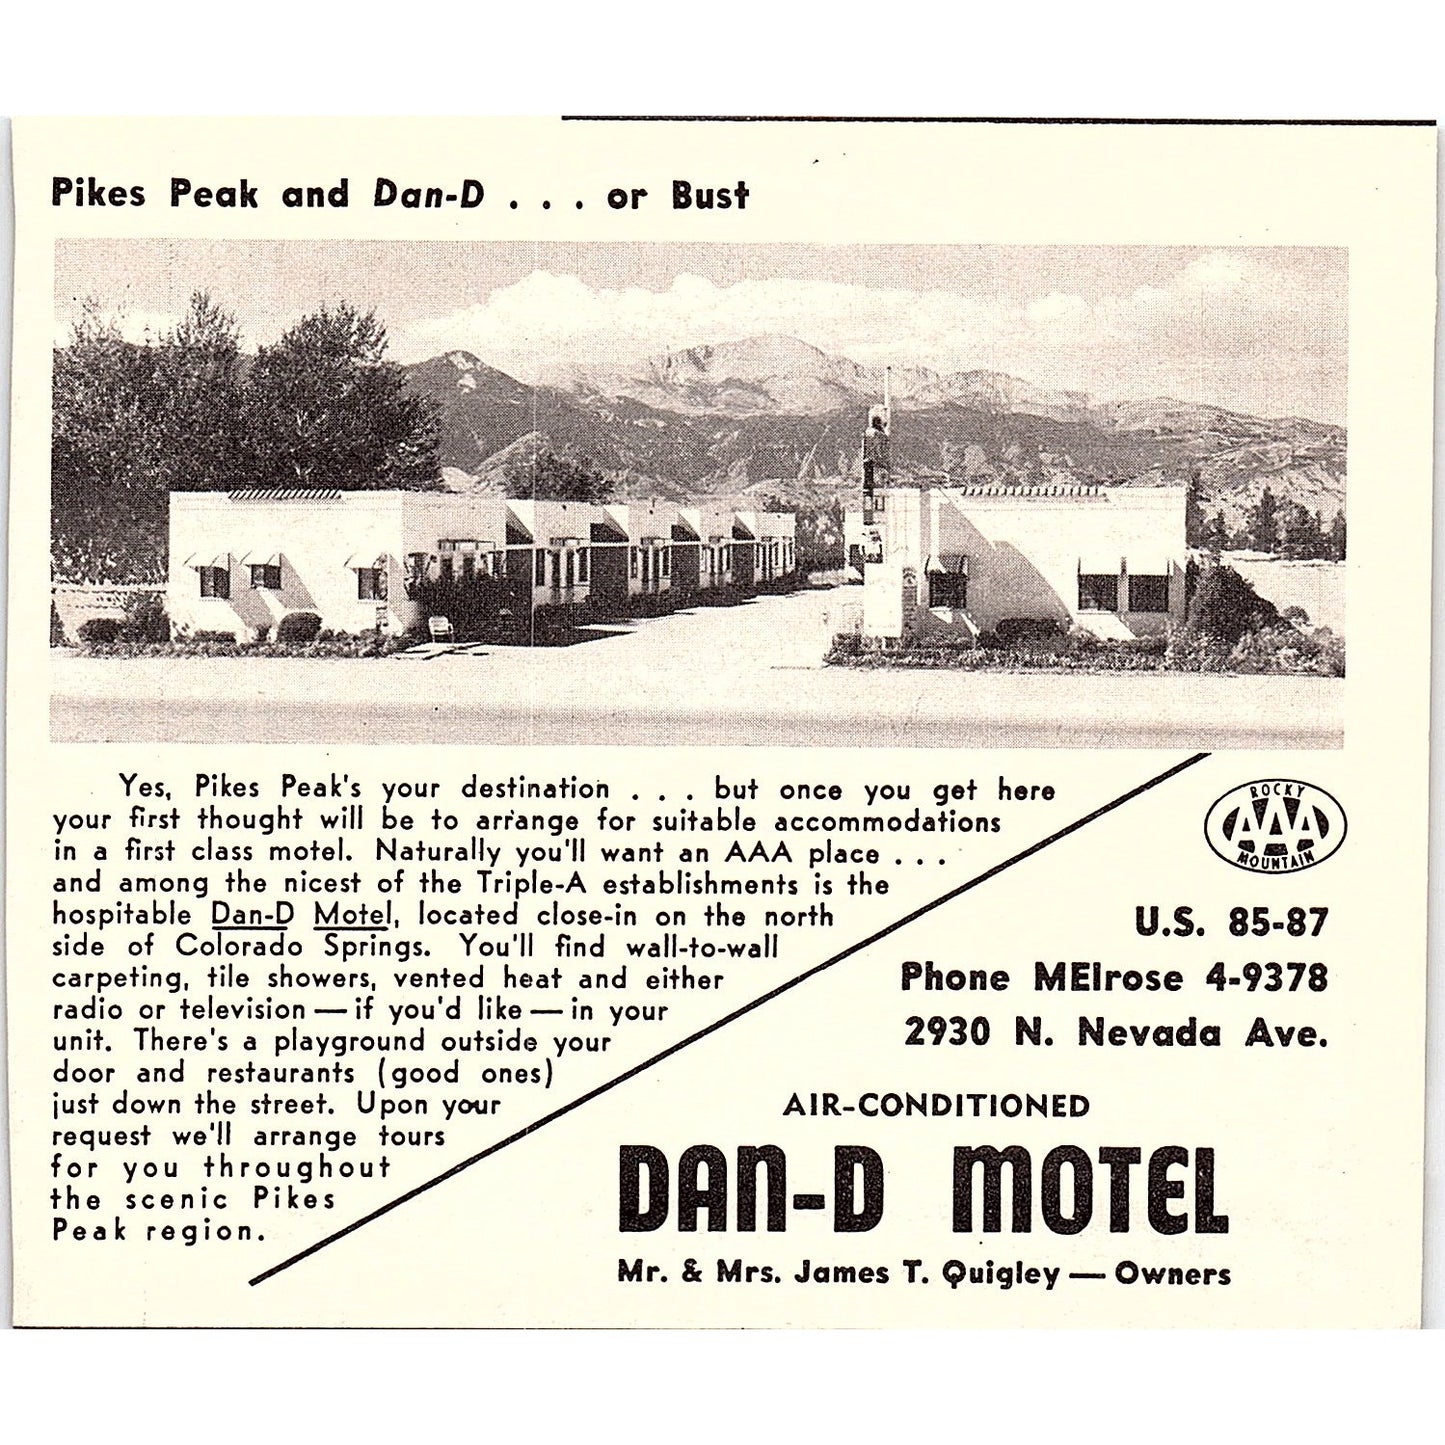 Pikes Peak and Dan-D . . . or Bust
Yes, Pikes Peak's your destination . . . but once you get here
your first thought will be to arrange for suitable accommodations
in a first class motel. Naturally you'll want an AAA place . . .
and among the nicest of the Triple-A establishments is the
hospitable Dan-D Motel, located close-in on the north
side of Colorado Springs. You'll find wall-to-wall
carpeting, tile showers, vented heat and either
radio or television — if you'd like — in your
unit. There's a playground outside your
door and restaurants (good ones)
just down the street. Upon your
request we'll arrange tours
for you throughout
the scenic Pikes
Peak region.
ROCKY
AAA
MOUNTAIN
U.S. 85-87
Phone MElrose 4-9378
2930 N. Nevada Ave.
AIR-CONDITIONED
DAN-D MOTEL
Mr. & Mrs. James T. Quigley — Owners